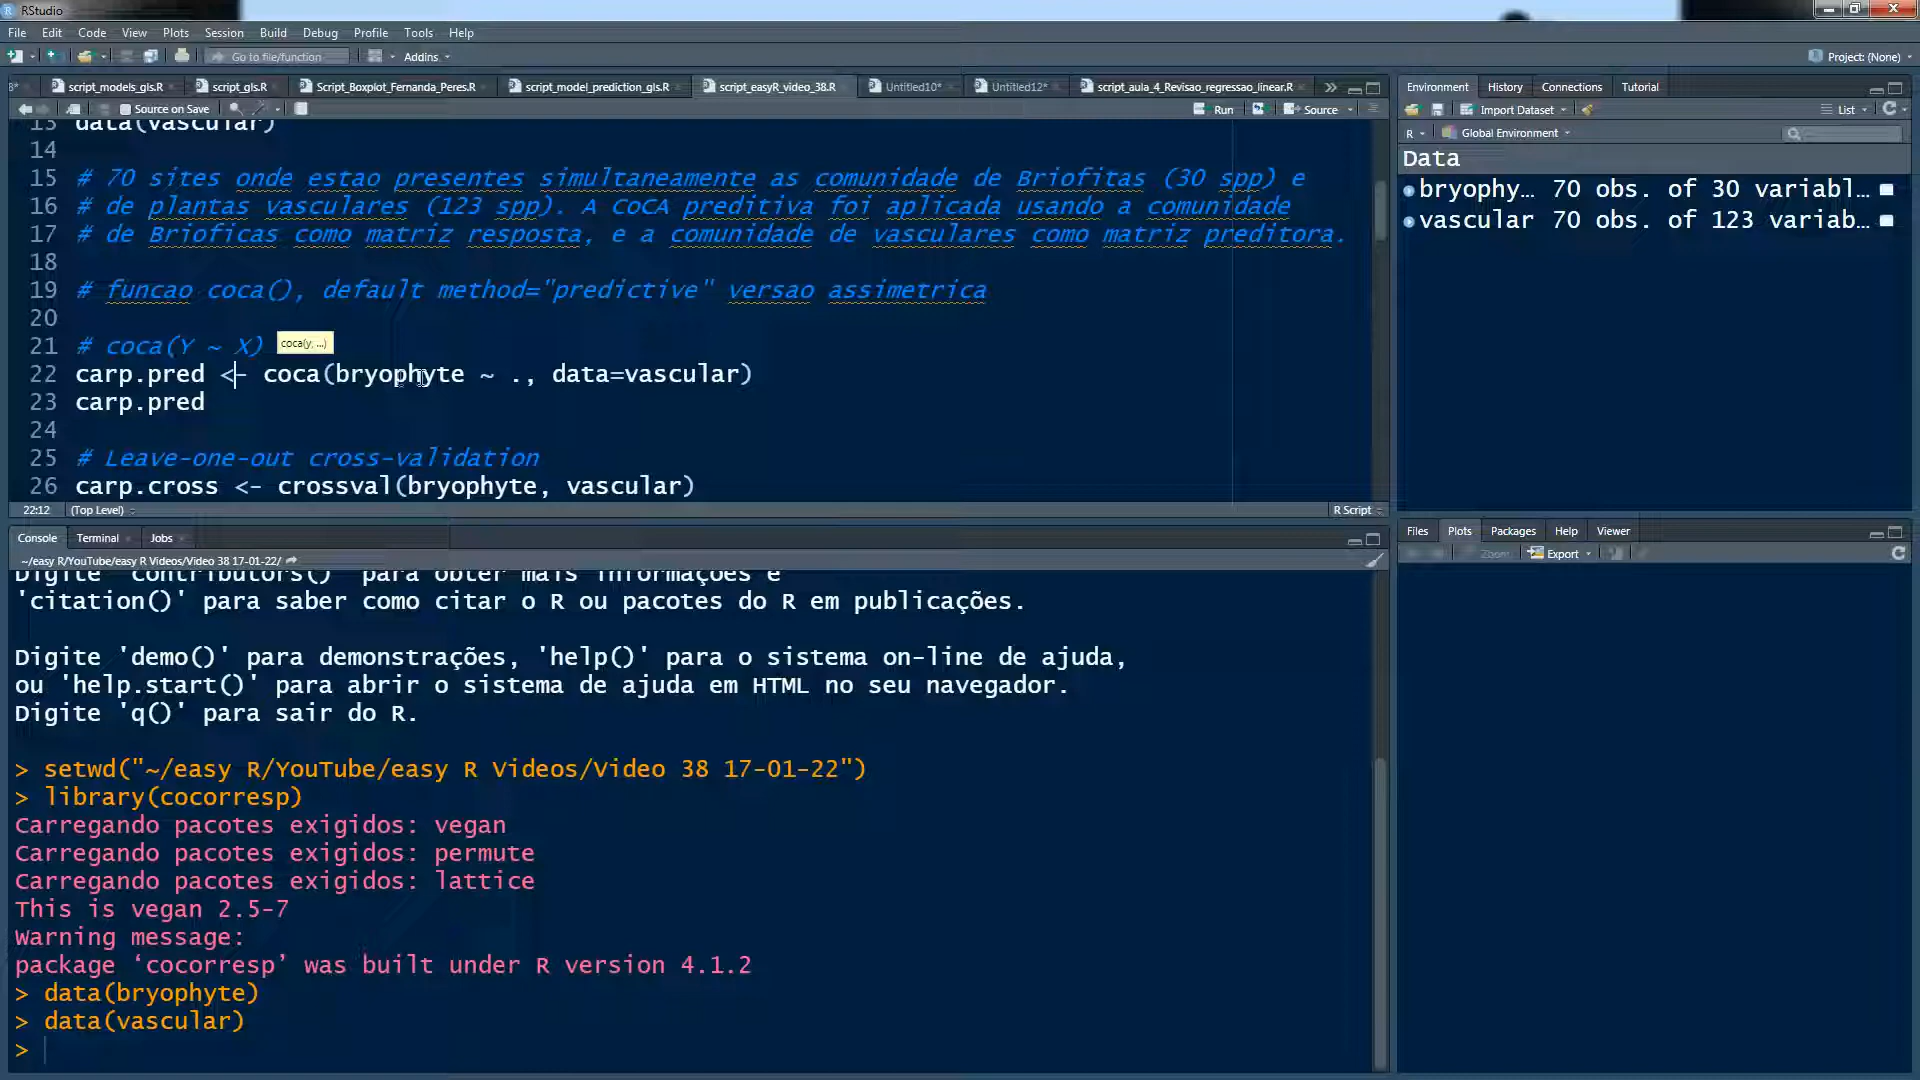 RStudio
File Edit Code View Plots Session Build Debug Profile Tools Help
Go to file/function Addins Project: (None)
script_models_gls.R script_gls.R Script_Boxplot_Fernanda_Peres.R script_model_prediction_gls.R script_easyR_video_38.R Untitled10* Untitled12* script_aula_4_Revisao_regressao_linear.R
Source on Save Run Source
13 data(vascular)
14
15 # 70 sites onde estao presentes simultaneamente as comunidade de Briofitas (30 spp) e
16 # de plantas vasculares (123 spp). A CoCA preditiva foi aplicada usando a comunidade
17 # de Brioficas como matriz resposta, e a comunidade de vasculares como matriz preditora.
18
19 # funcao coca(), default method="predictive" versao assimetrica
20
21 # coca(Y ~ X) coca(y, ...)
22 carp.pred <- coca(bryophyte ~ ., data=vascular)
23 carp.pred
24
25 # Leave-one-out cross-validation
26 carp.cross <- crossval(bryophyte, vascular)
22:12 (Top Level) R Script
Console Terminal Jobs
~/easy R/YouTube/easy R Videos/Video 38 17-01-22/
Digite 'contributors()' para obter mais informações e
'citation()' para saber como citar o R ou pacotes do R em publicações.
Digite 'demo()' para demonstrações, 'help()' para o sistema on-line de ajuda,
ou 'help.start()' para abrir o sistema de ajuda em HTML no seu navegador.
Digite 'q()' para sair do R.
> setwd("~/easy R/YouTube/easy R Videos/Video 38 17-01-22")
> library(cocorresp)
Carregando pacotes exigidos: vegan
Carregando pacotes exigidos: permute
Carregando pacotes exigidos: lattice
This is vegan 2.5-7
Warning message:
package ‘cocorresp’ was built under R version 4.1.2
> data(bryophyte)
> data(vascular)
>
Environment History Connections Tutorial
Import Dataset List
R Global Environment
Data
bryophy… 70 obs. of 30 variabl…
vascular 70 obs. of 123 variab…
Files Plots Packages Help Viewer
Zoom Export